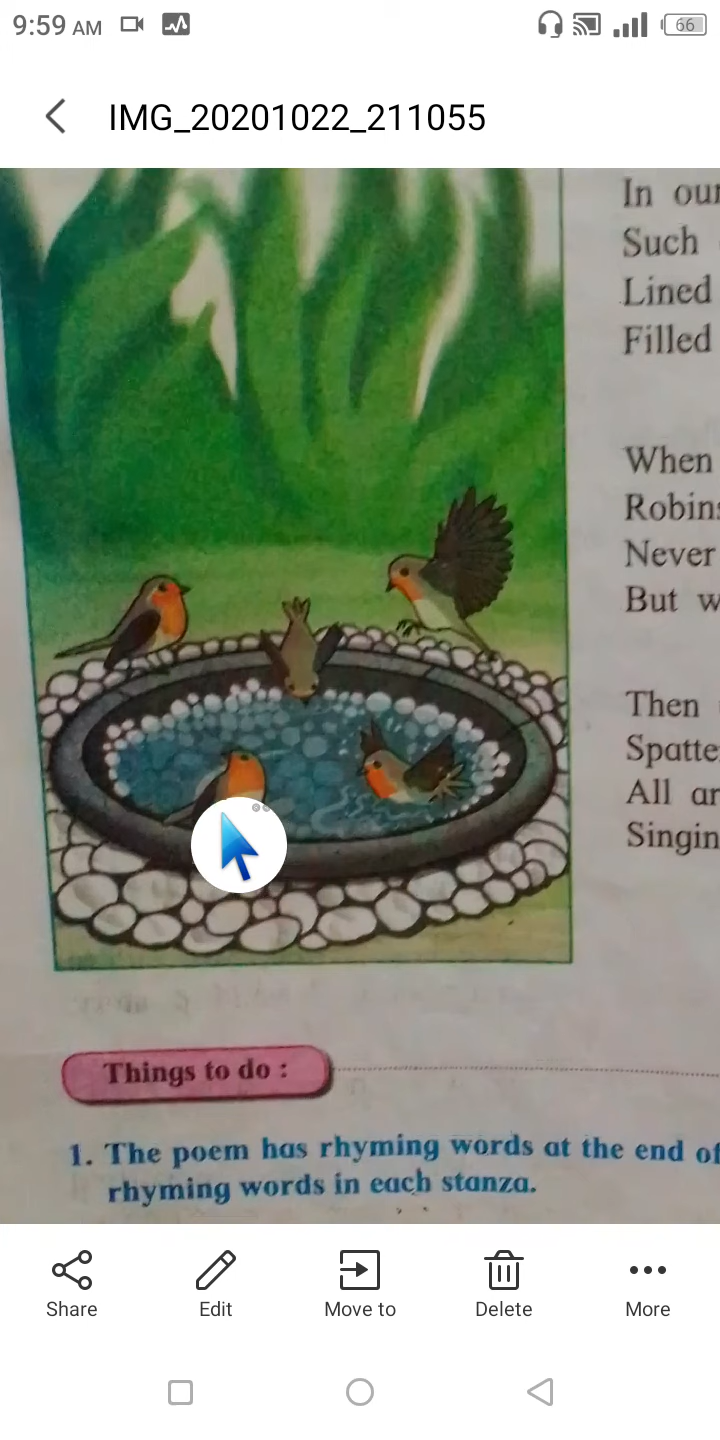 9:59 AM
66
IMG_20201022_211055
In our
Such
Lined
Filled
When
Robins
Never
But w
Then
Spatte
All ar
Singin
Things to do :
1. The poem has rhyming words at the end of
rhyming words in each stanza.
Share
Edit
Move to
Delete
More